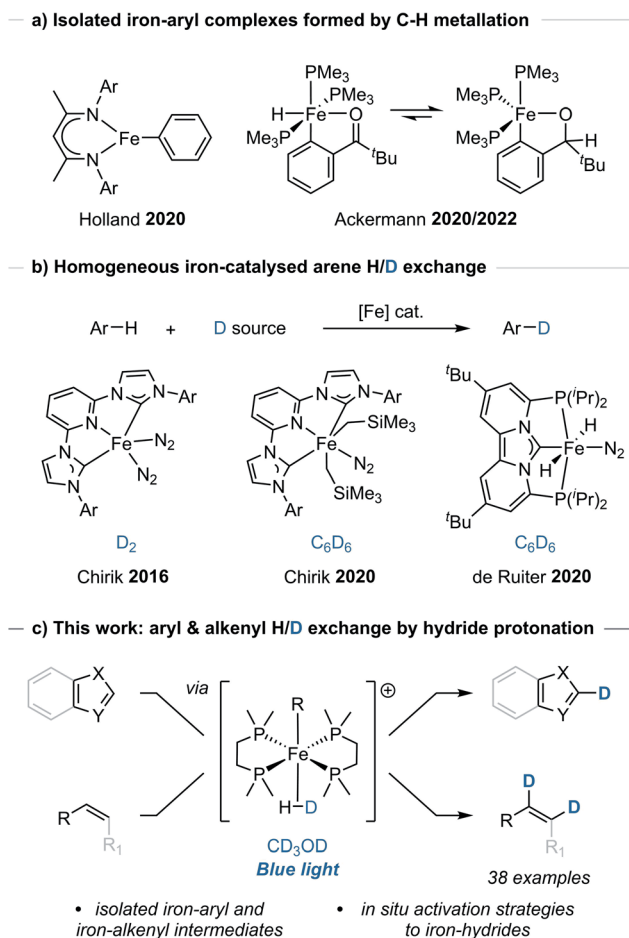 a) Isolated iron-aryl complexes formed by C-H metallation
Ar
N
Fe
N
Ar
Holland 2020
PMe3
H
PMe3
Fe
O
Me3P
tBu
PMe3
Me3P
Fe
O
Me3P
H
tBu
Ackermann 2020/2022
b) Homogeneous iron-catalysed arene H/D exchange
Ar–H + D source
[Fe] cat.
Ar–D
N
N
Ar
N
Fe
N2
N2
N
N
Ar
D2
Chirik 2016
N
N
Ar
SiMe3
N
Fe
N2
N
N
SiMe3
Ar
C6D6
Chirik 2020
tBu
P(iPr)2
N
H
Fe
N2
H
N
P(iPr)2
tBu
C6D6
de Ruiter 2020
c) This work: aryl & alkenyl H/D exchange by hydride protonation
X
Y
R
R1
via
R
P
P
Fe
P
P
H–D
⊕
CD3OD
Blue light
X
D
Y
D
D
R
R1
38 examples
• isolated iron-aryl and
iron-alkenyl intermediates
• in situ activation strategies
to iron-hydrides